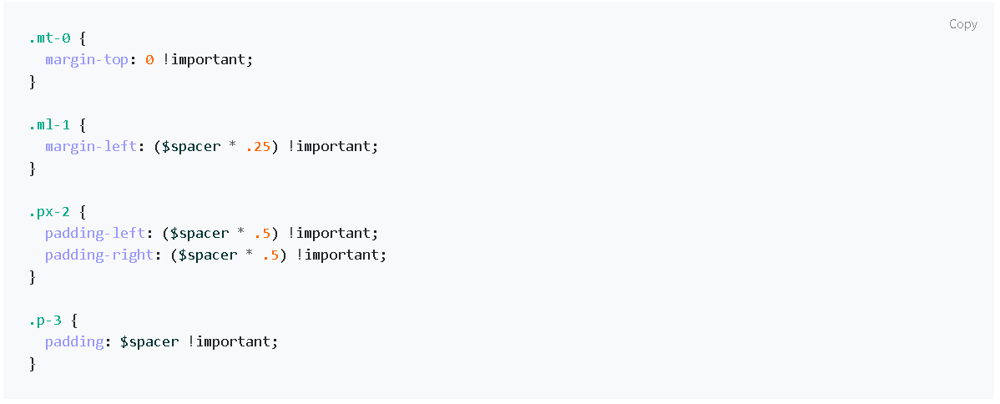 Copy
.mt-0 {
  margin-top: 0 !important;
}
.ml-1 {
  margin-left: ($spacer * .25) !important;
}
.px-2 {
  padding-left: ($spacer * .5) !important;
  padding-right: ($spacer * .5) !important;
}
.p-3 {
  padding: $spacer !important;
}